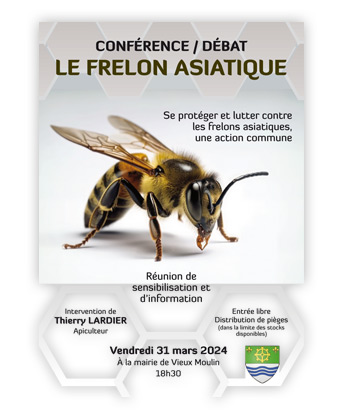 CONFÉRENCE / DÉBAT
LE FRELON ASIATIQUE
Se protéger et lutter contre
les frelons asiatiques,
une action commune
Réunion de
sensibilisation et
d'information
Intervention de
Thierry LARDIER
Apiculteur
Entrée libre
Distribution de pièges
(dans la limite des stocks
disponibles)
Vendredi 31 mars 2024
À la mairie de Vieux Moulin
18h30